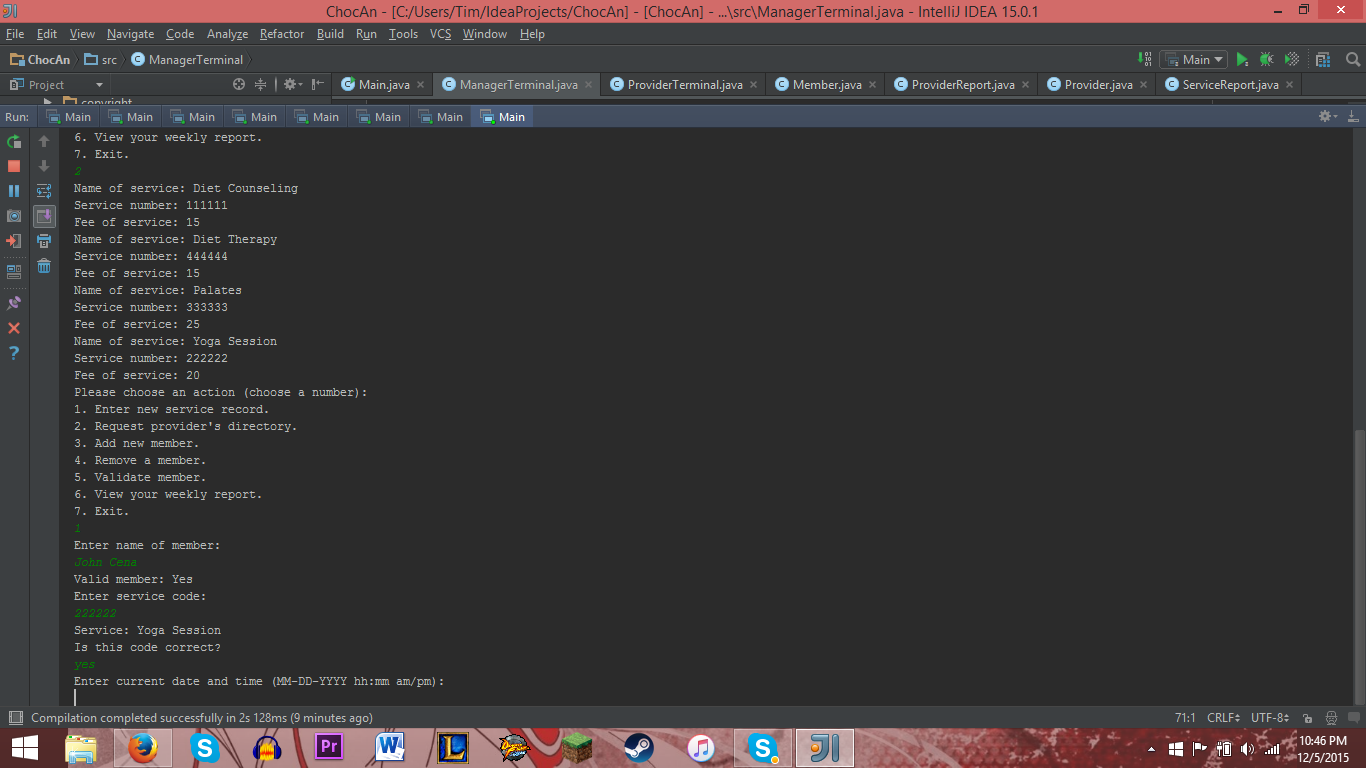 ChocAn - [C:/Users/Tim/IdeaProjects/ChocAn] - [ChocAn] - ...\src\ManagerTerminal.java - IntelliJ IDEA 15.0.1
File Edit View Navigate Code Analyze Refactor Build Run Tools VCS Window Help
ChocAn src ManagerTerminal Main
Project Main.java ManagerTerminal.java ProviderTerminal.java Member.java ProviderReport.java Provider.java ServiceReport.java
copyright
Run: Main Main Main Main Main Main Main Main
6. View your weekly report.
7. Exit.
2
Name of service: Diet Counseling
Service number: 111111
Fee of service: 15
Name of service: Diet Therapy
Service number: 444444
Fee of service: 15
Name of service: Palates
Service number: 333333
Fee of service: 25
Name of service: Yoga Session
Service number: 222222
Fee of service: 20
Please choose an action (choose a number):
1. Enter new service record.
2. Request provider's directory.
3. Add new member.
4. Remove a member.
5. Validate member.
6. View your weekly report.
7. Exit.
1
Enter name of member:
John Cena
Valid member: Yes
Enter service code:
222222
Service: Yoga Session
Is this code correct?
yes
Enter current date and time (MM-DD-YYYY hh:mm am/pm):
Compilation completed successfully in 2s 128ms (9 minutes ago) 71:1 CRLF UTF-8
10:46 PM
12/5/2015